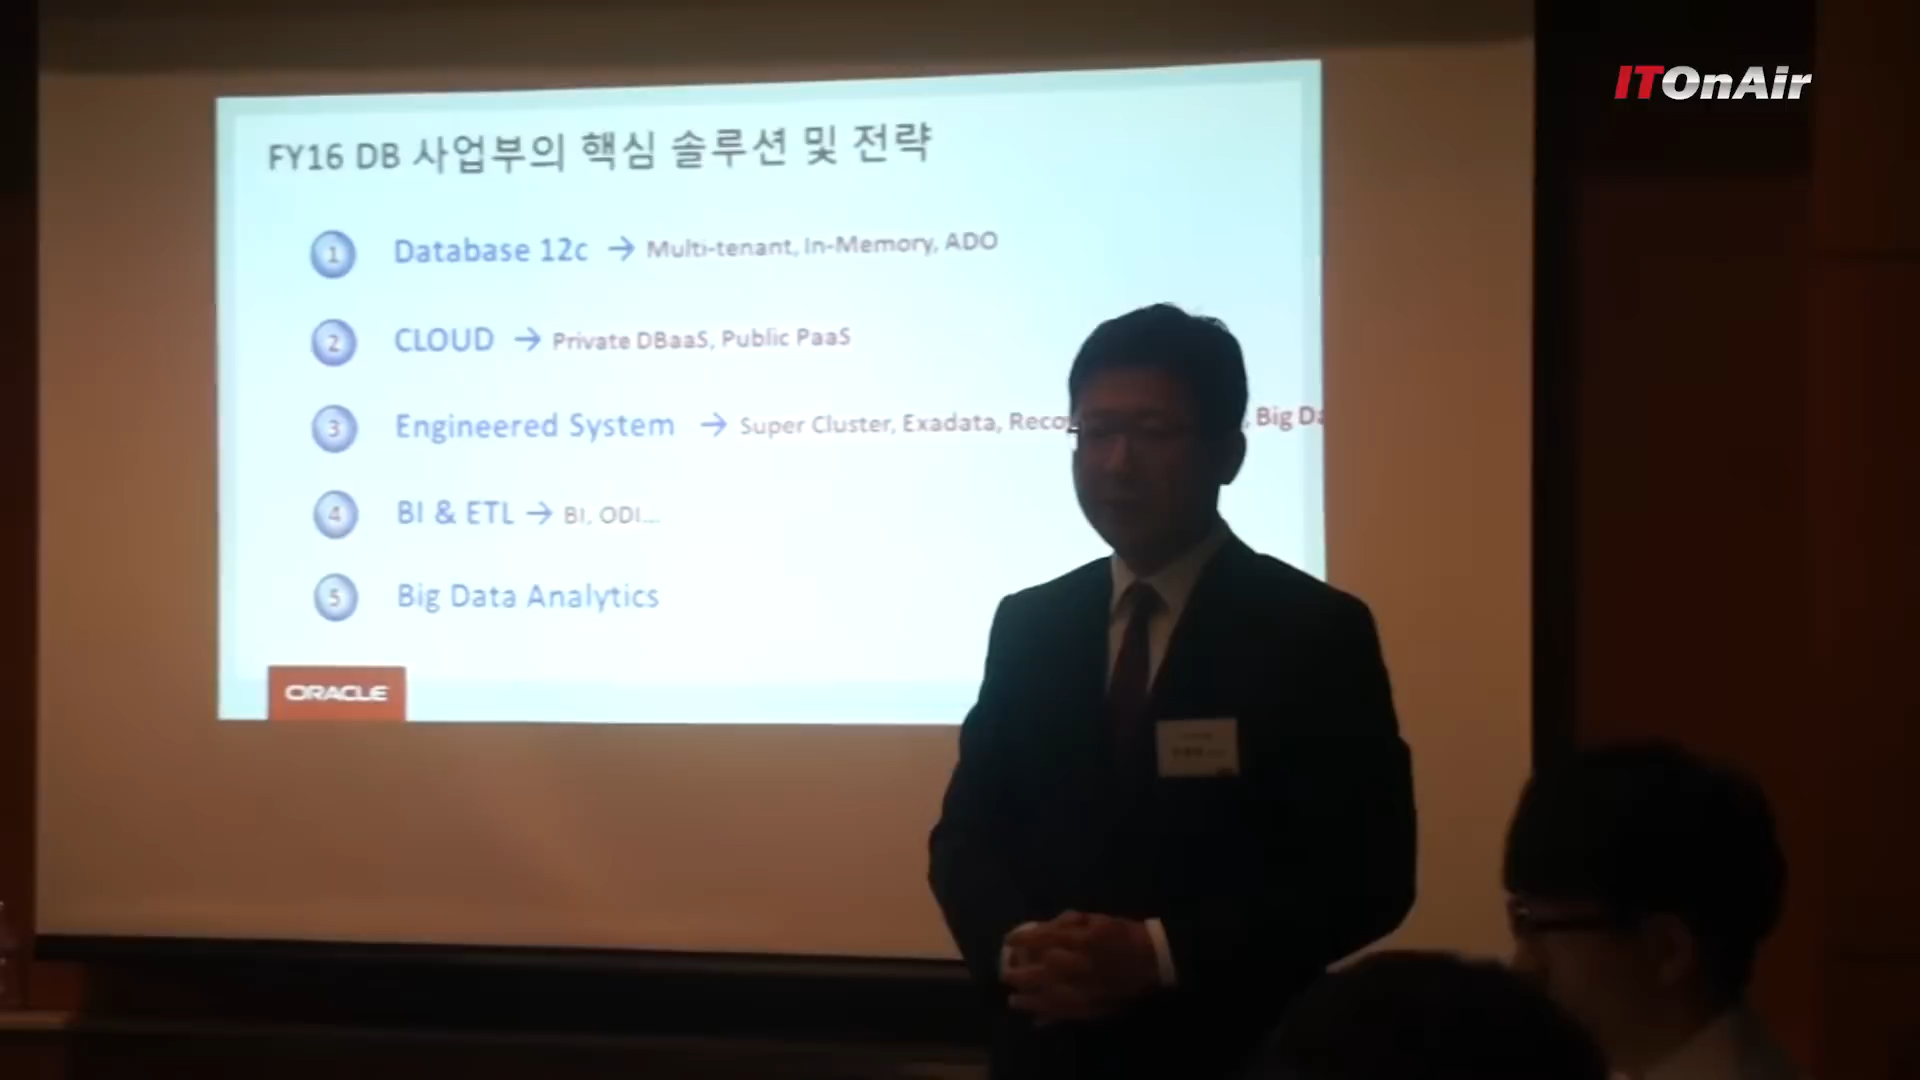 ITOnAir
FY16 DB 사업부의 핵심 솔루션 및 전략
1 Database 12c → Multi-tenant, In-Memory, ADO
2 CLOUD → Private DBaaS, Public PaaS
3 Engineered System → Super Cluster, Exadata, , Big
4 BI & ETL → BI, ODI...
5 Big Data Analytics
ORACLE